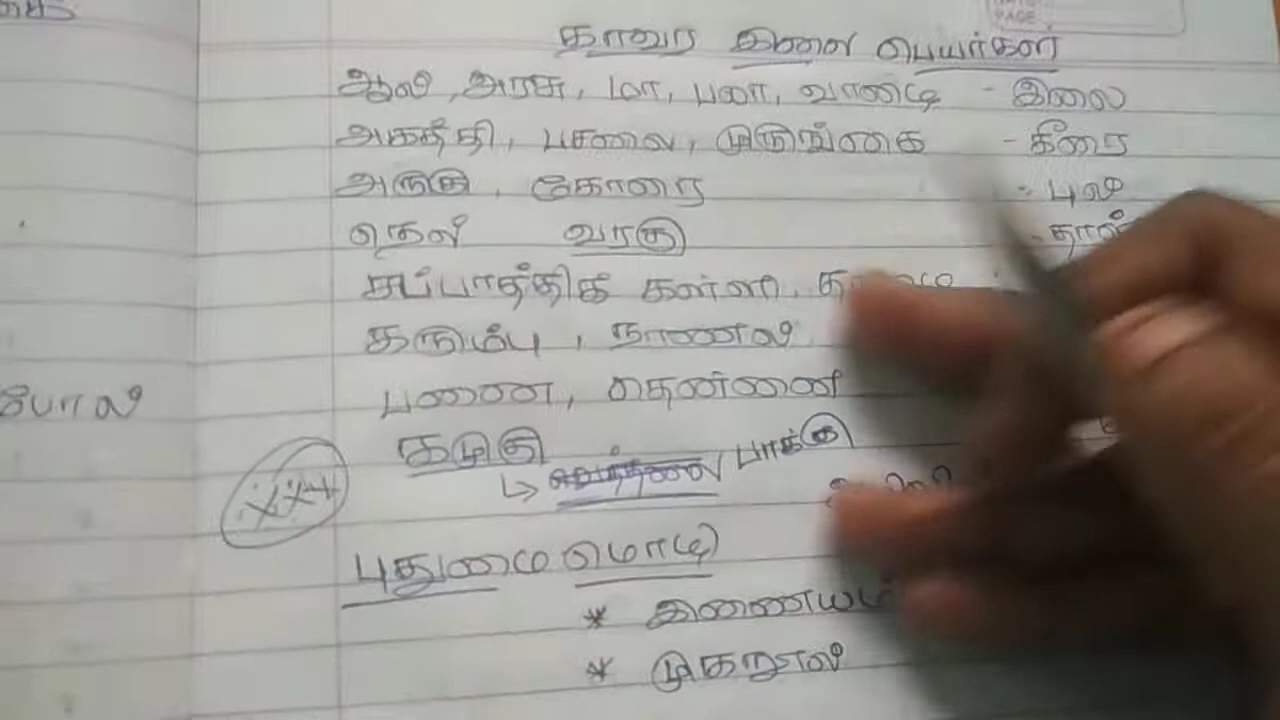 தாவர இலை பெயர்கள்
ஆல், அரசு, மா, பலா, வாழை - இலை
அகத்தி, பசலை, முருங்கை - கீரை
அருகு, கோரை - புல்
நெல் வரகு - தாள்
சப்பாத்திக் கள்ளி, தாழை
கரும்பு, நாணல்
பனை, தென்னை
கமுகு
பாக்கு
புதுமை மொழி
* இணையம்
* முகநூல்
போல
PAGE